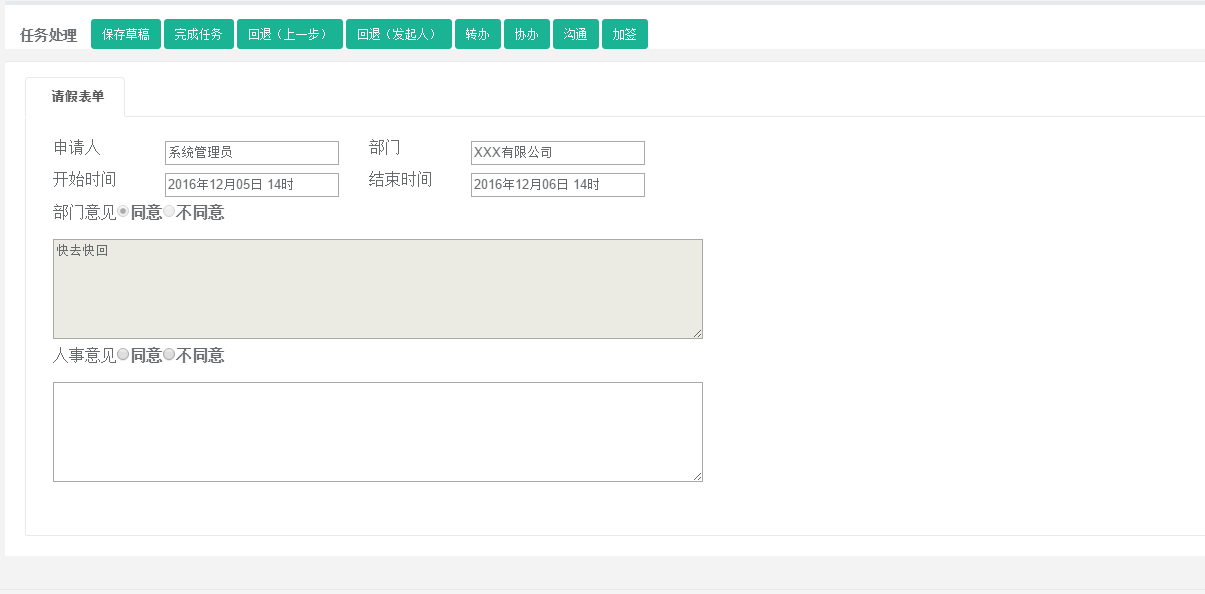 任务处理 保存草稿 完成任务 回退（上一步） 回退（发起人） 转办 协办 沟通 加签
请假表单
申请人 系统管理员 部门 XXX有限公司
开始时间 2016年12月05日 14时 结束时间 2016年12月06日 14时
部门意见 同意 不同意
快去快回
人事意见 同意 不同意